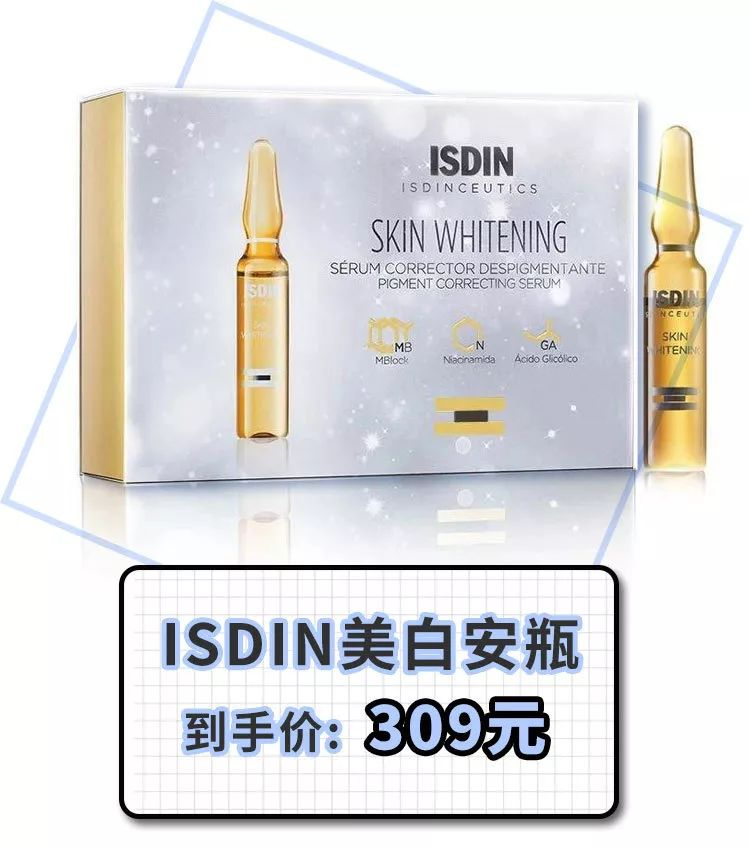 ISDIN
ISDINCEUTICS
SKIN WHITENING
SÉRUM CORRECTOR DESPIGMENTANTE
PIGMENT CORRECTING SERUM
MB
MBlock
N
Niacinamida
GA
Ácido Glicólico
ISDIN
SKIN
WHITENING
ISDIN
ISDINCEUTICS
SKIN
WHITENING
ISDIN美白安瓶
到手价: 309元